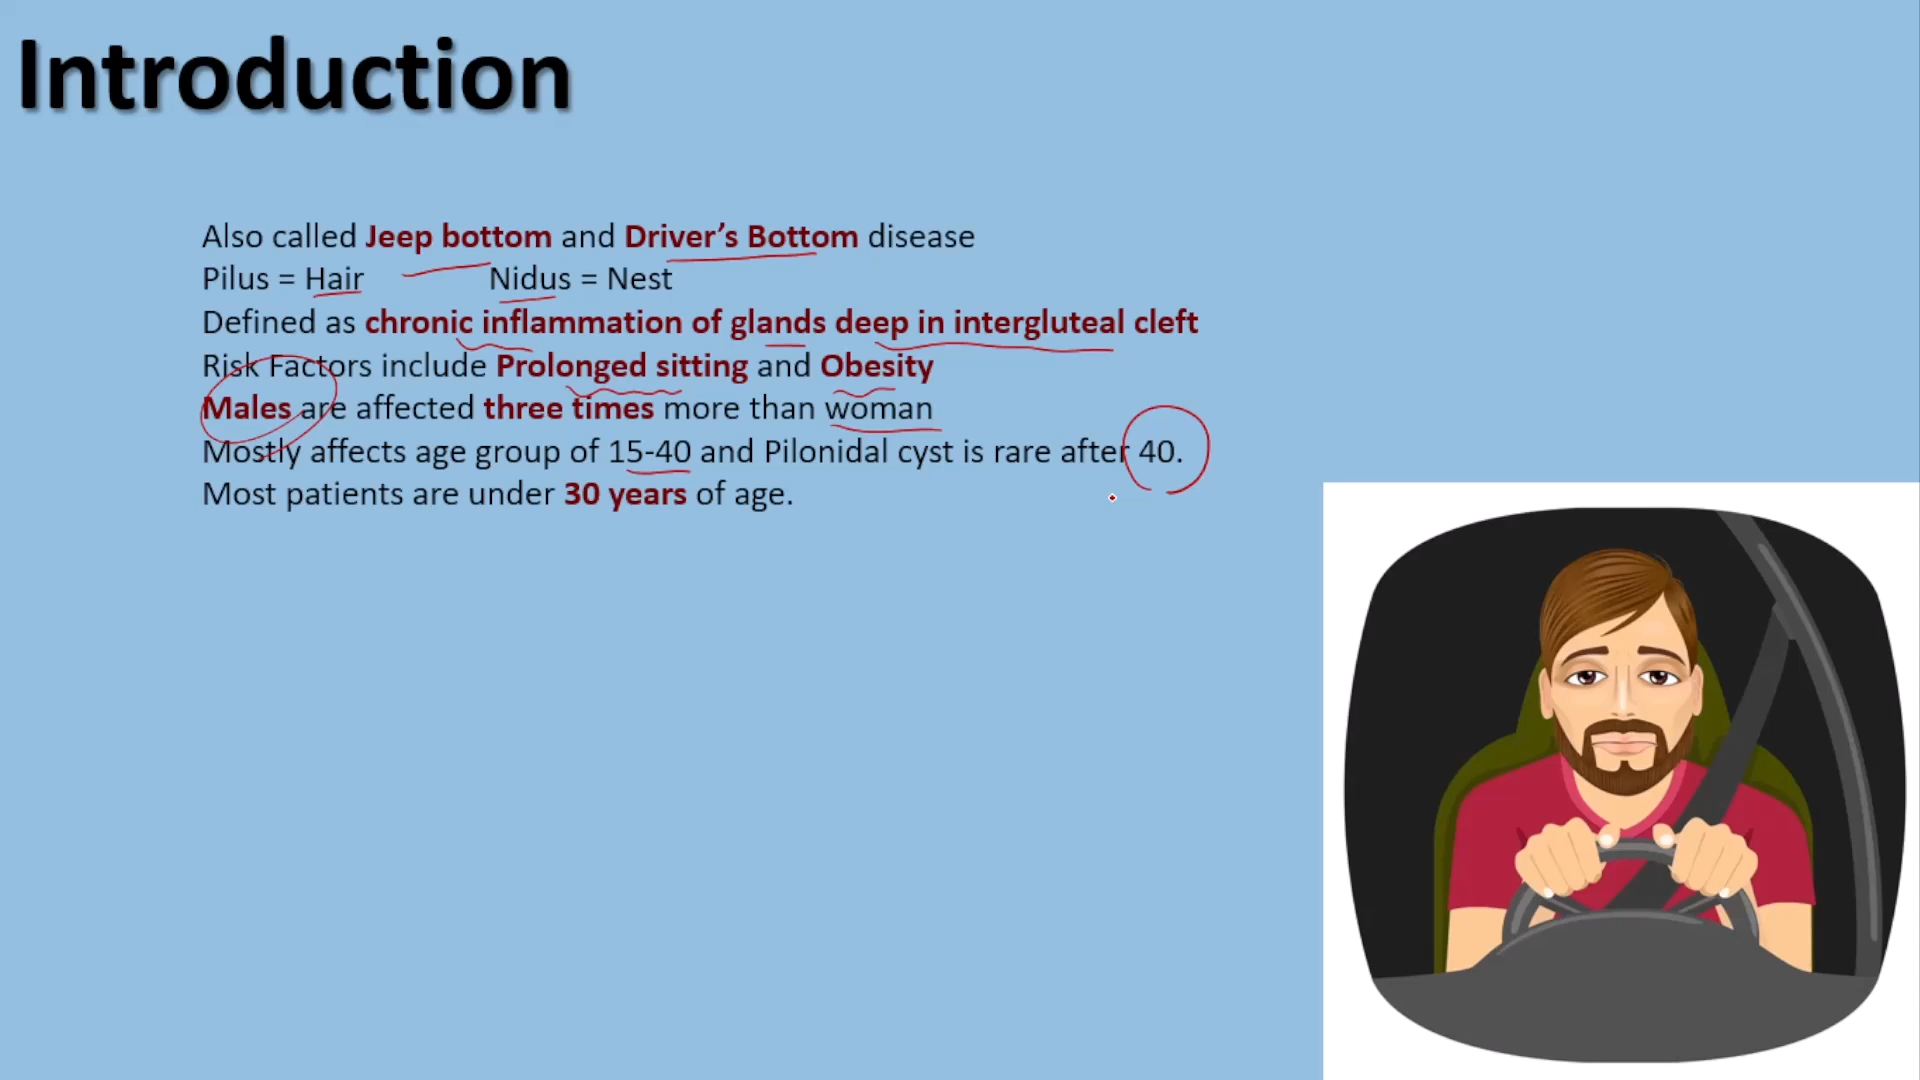 Introduction
Also called Jeep bottom and Driver’s Bottom disease
Pilus = Hair Nidus = Nest
Defined as chronic inflammation of glands deep in intergluteal cleft
Risk Factors include Prolonged sitting and Obesity
Males are affected three times more than woman
Mostly affects age group of 15-40 and Pilonidal cyst is rare after 40.
Most patients are under 30 years of age.